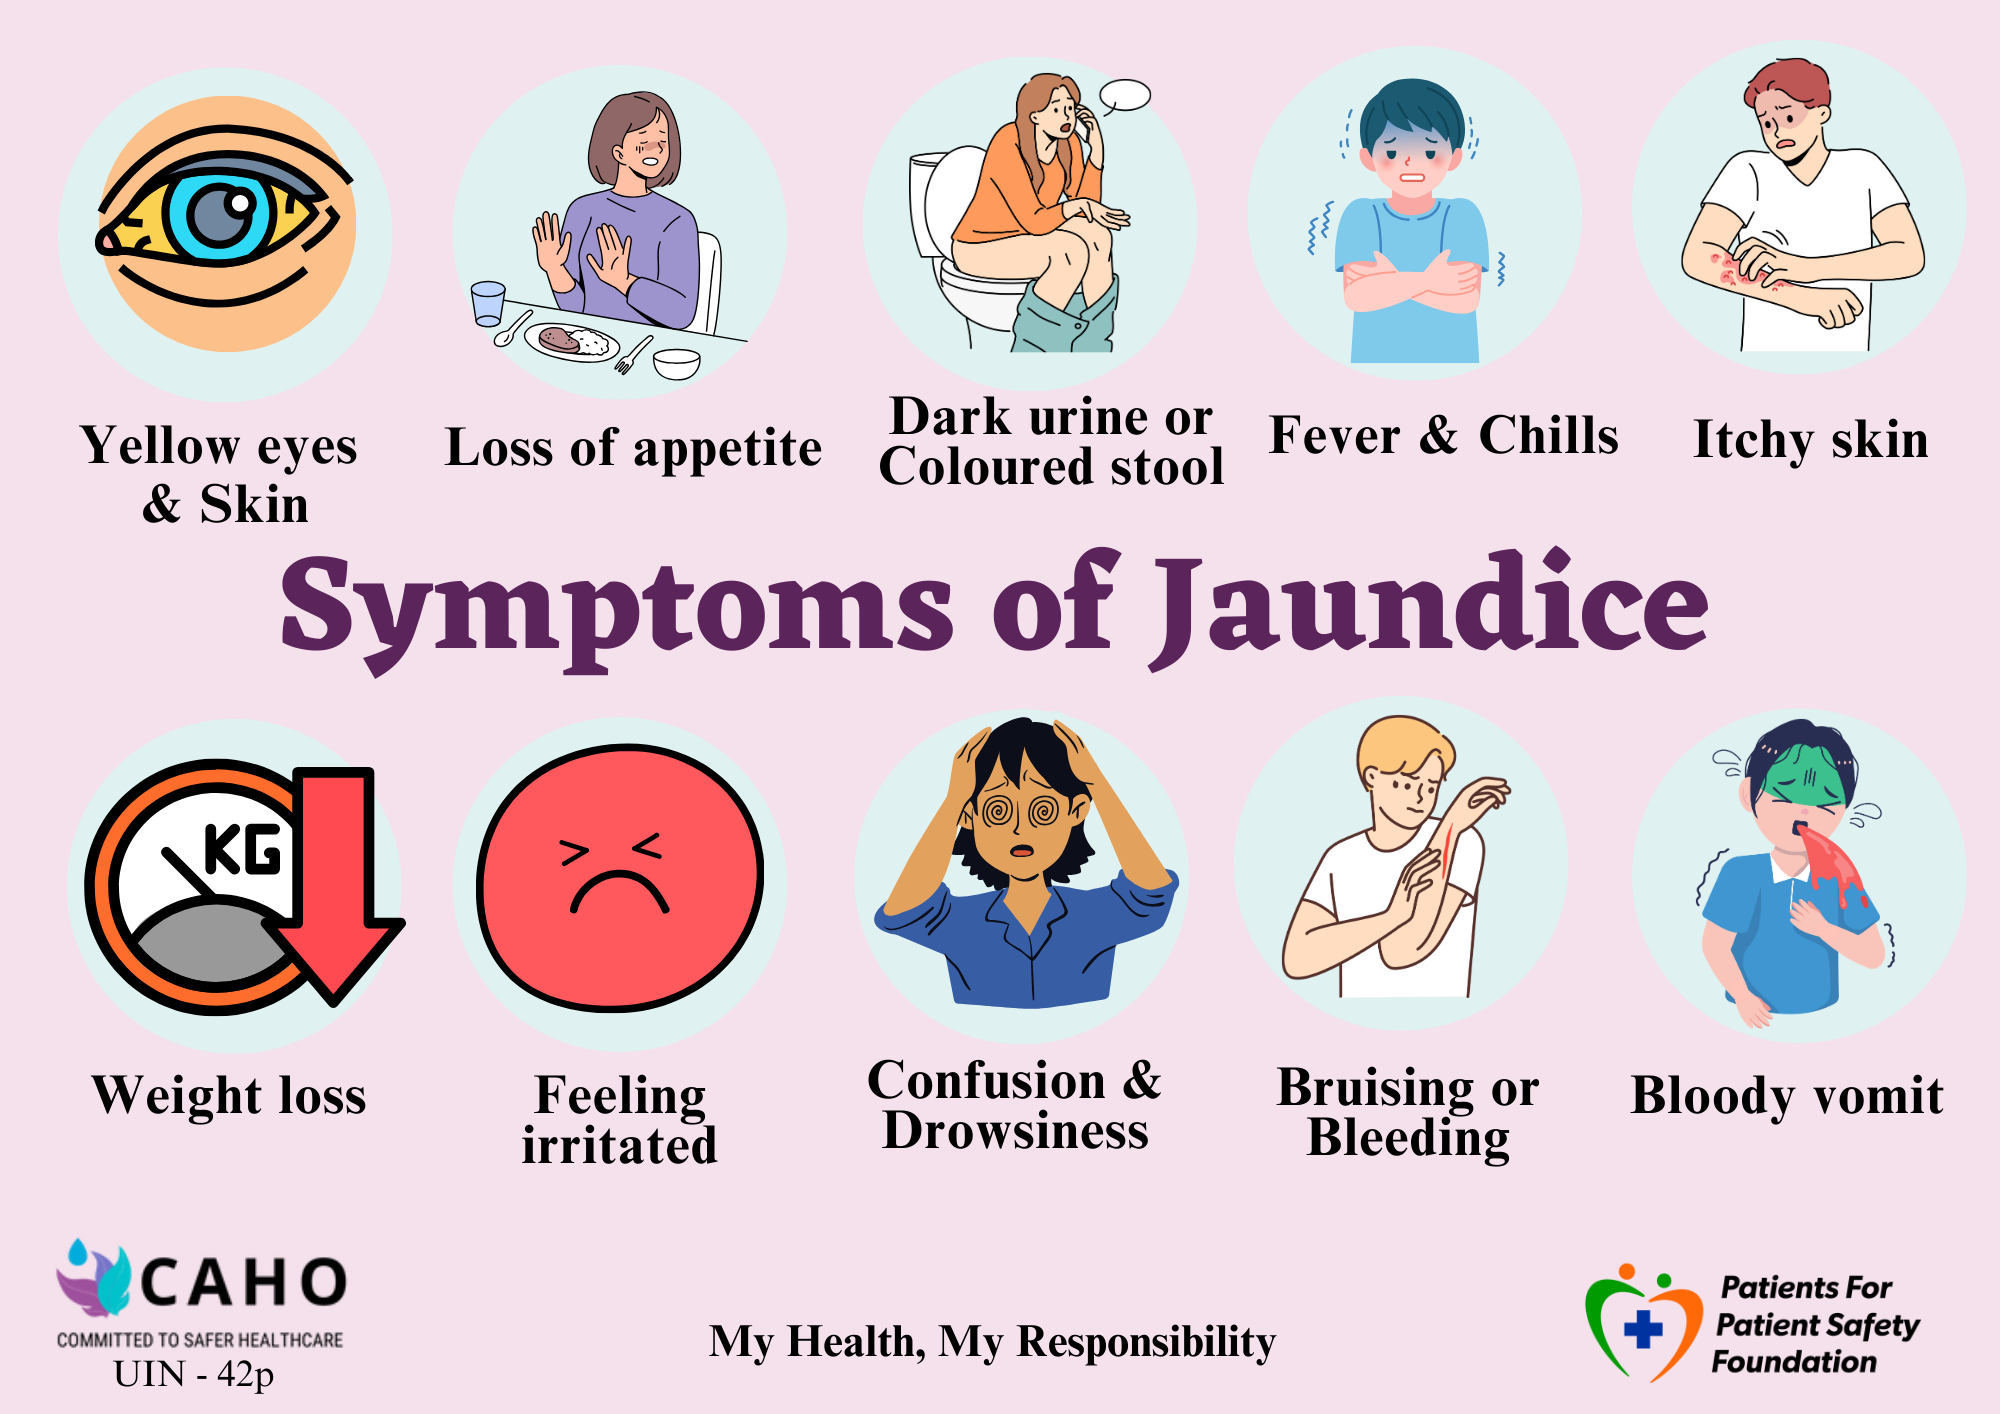 Yellow eyes
& Skin
Loss of appetite
Dark urine or
Coloured stool
Fever & Chills
Itchy skin
Symptoms of Jaundice
KG
Weight loss
Feeling
irritated
Confusion &
Drowsiness
Bruising or
Bleeding
Bloody vomit
CAHO
COMMITTED TO SAFER HEALTHCARE
UIN - 42p
My Health, My Responsibility
Patients For
Patient Safety
Foundation